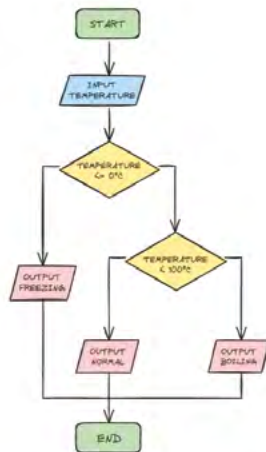 START
INPUT
TEMPERATURE
TEMPERATURE
<= 0°C
TEMPERATURE
< 100°C
OUTPUT
FREEZING
OUTPUT
NORMAL
OUTPUT
BOILING
END